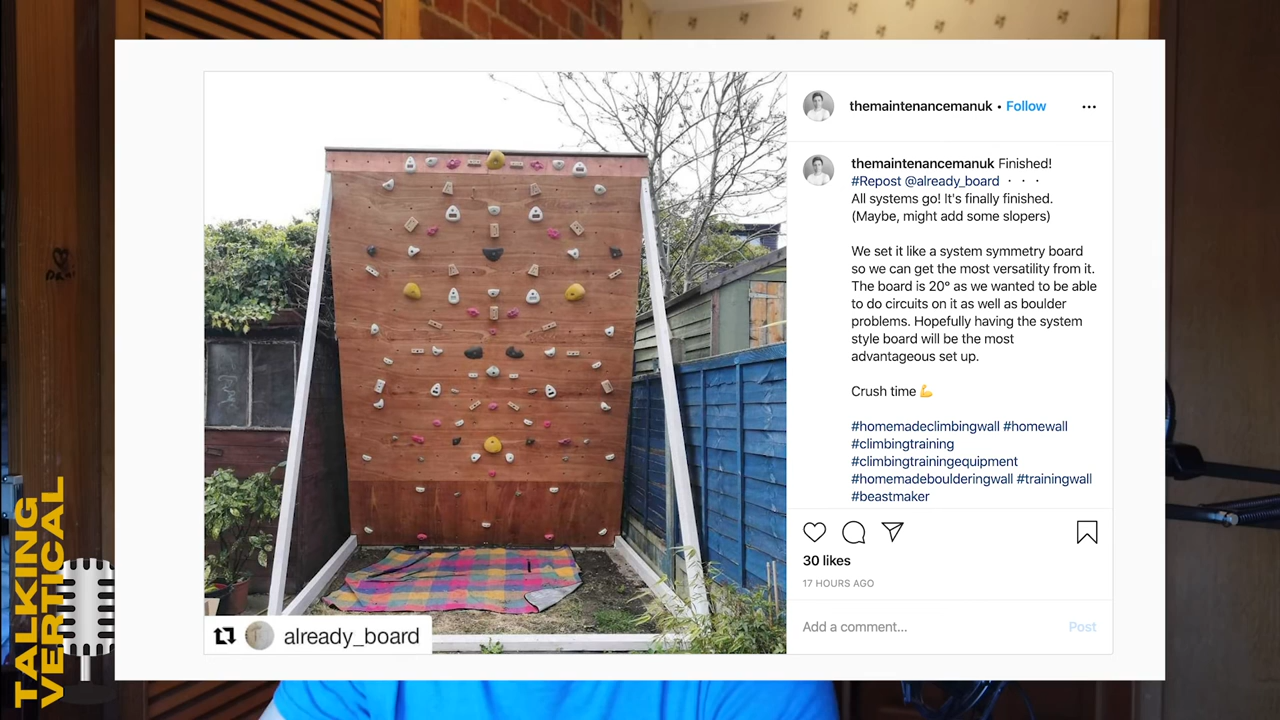 themaintenancemanuk • Follow
themaintenancemanuk Finished!
#Repost @already_board ・・・
All systems go! It's finally finished.
(Maybe, might add some slopers)
We set it like a system symmetry board
so we can get the most versatility from it.
The board is 20° as we wanted to be able
to do circuits on it as well as boulder
problems. Hopefully having the system
style board will be the most
advantageous set up.
Crush time 💪
#homemadeclimbingwall #homewall
#climbingtraining
#climbingtrainingequipment
#homemadeboulderingwall #trainingwall
#beastmaker
30 likes
17 HOURS AGO
Add a comment...
Post
already_board
TALKING
VERTICAL